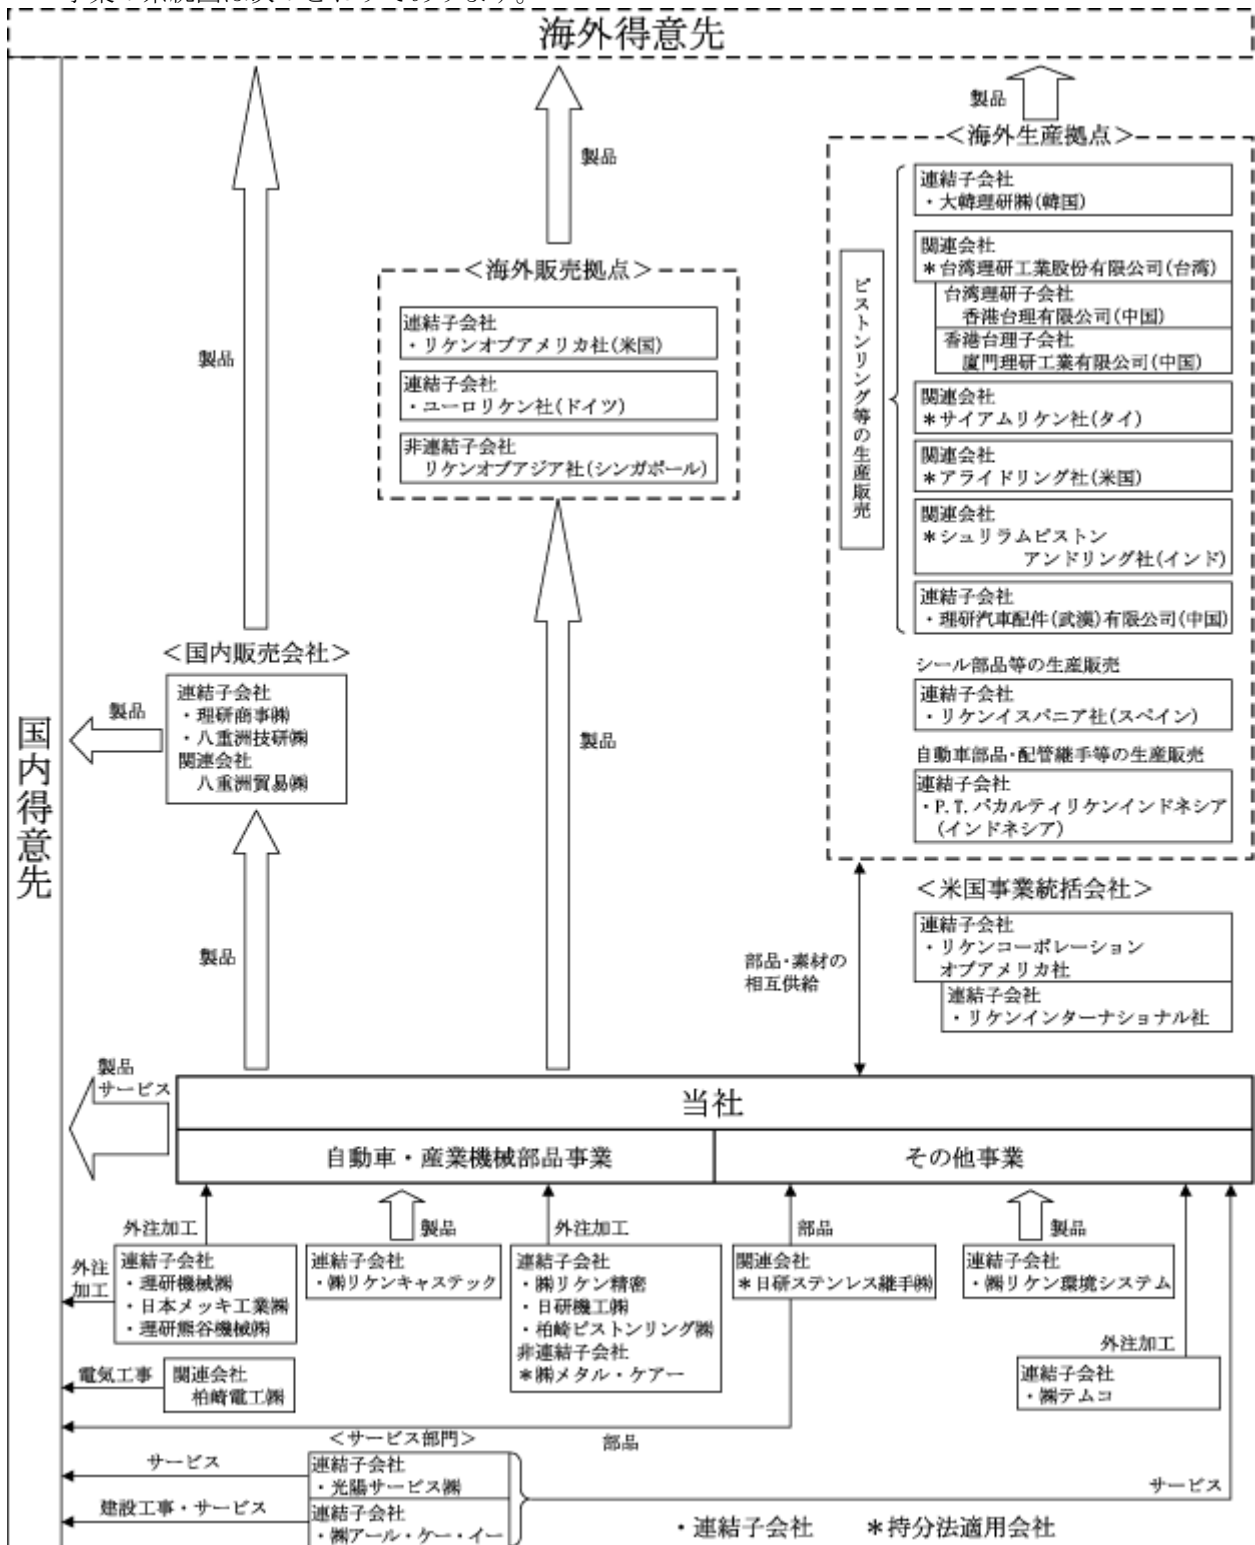 事業の系統図は次のとおりであります。
海外得意先
国内得意先
製品
製品
製品
＜海外生産拠点＞
ピストンリング等の生産販売
連結子会社
・大韓理研㈱(韓国)
関連会社
＊台湾理研工業股份有限公司(台湾)
台湾理研子会社
香港台理有限公司(中国)
香港台理子会社
廈門理研工業有限公司(中国)
関連会社
＊サイアムリケン社(タイ)
関連会社
＊アライドリング社(米国)
関連会社
＊シュリラムピストン
アンドリング社(インド)
連結子会社
・理研汽車配件(武漢)有限公司(中国)
シール部品等の生産販売
連結子会社
・リケンイスパニア社(スペイン)
自動車部品・配管継手等の生産販売
連結子会社
・P.T.パカルティリケンインドネシア
(インドネシア)
＜海外販売拠点＞
連結子会社
・リケンオブアメリカ社(米国)
連結子会社
・ユーロリケン社(ドイツ)
非連結子会社
リケンオブアジア社(シンガポール)
＜国内販売会社＞
連結子会社
・理研商事㈱
・八重洲技研㈱
関連会社
八重洲貿易㈱
製品
製品
製品
＜米国事業統括会社＞
連結子会社
・リケンコーポレーション
オブアメリカ社
連結子会社
・リケンインターナショナル社
部品・素材の
相互供給
製品
サービス
当社
自動車・産業機械部品事業
その他事業
外注加工
製品
外注加工
部品
製品
外注
加工
連結子会社
・理研機械㈱
・日本メッキ工業㈱
・理研熊谷機械㈱
連結子会社
・㈱リケンキャステック
連結子会社
・㈱リケン精密
・日研機工㈱
・柏崎ピストンリング㈱
非連結子会社
＊㈱メタル・ケアー
関連会社
＊日研ステンレス継手㈱
連結子会社
・㈱リケン環境システム
外注加工
連結子会社
・㈱テムコ
電気工事
関連会社
柏崎電工㈱
部品
＜サービス部門＞
サービス
連結子会社
・光陽サービス㈱
建設工事・サービス
連結子会社
・㈱アール・ケー・イー
サービス
・連結子会社
＊持分法適用会社